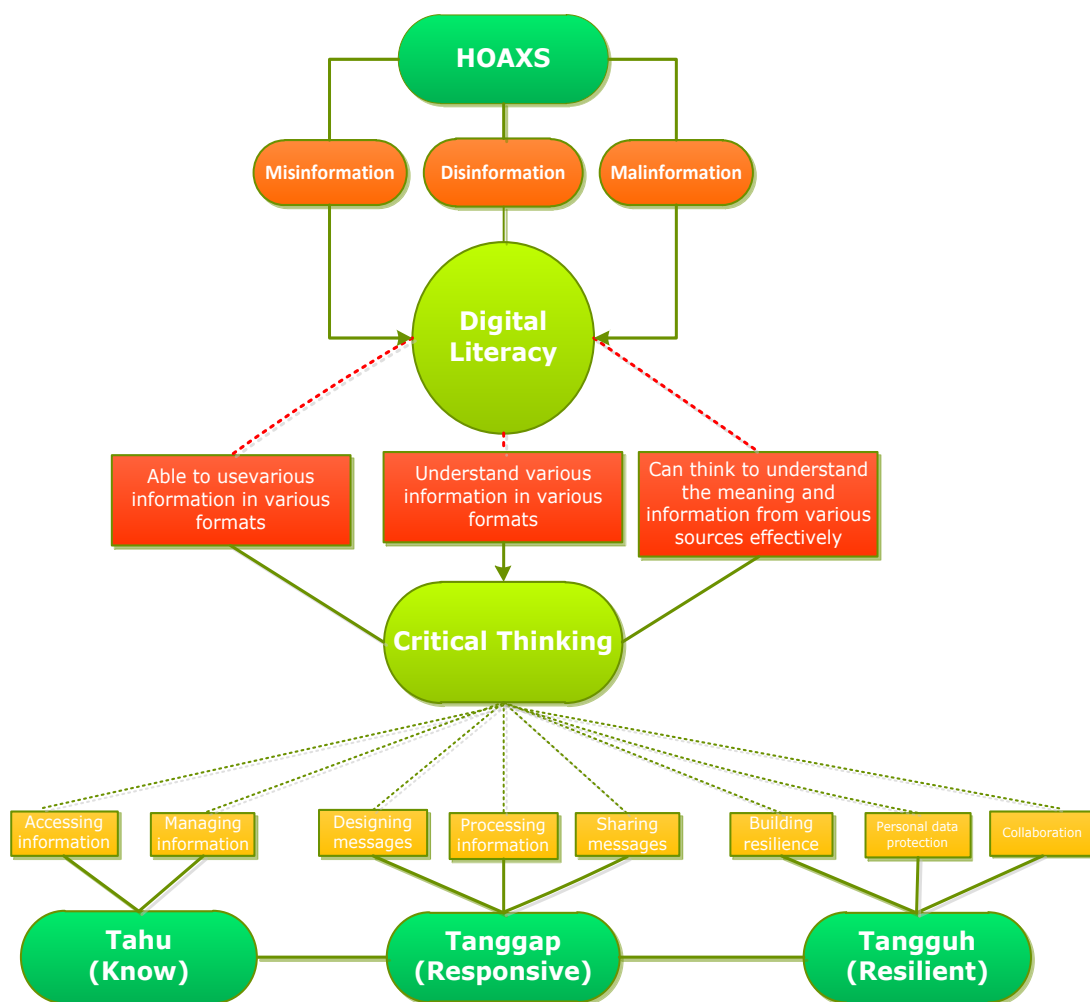 HOAXS
Misinformation
Disinformation
Malinformation
Digital
Literacy
Able to usevarious
information in various
formats
Understand various
information in various
formats
Can think to understand
the meaning and
information from various
sources effectively
Critical Thinking
Accessing
information
Managing
information
Designing
messages
Processing
information
Sharing
messages
Building
resilience
Personal data
protection
Collaboration
Tahu
(Know)
Tanggap
(Responsive)
Tangguh
(Resilient)